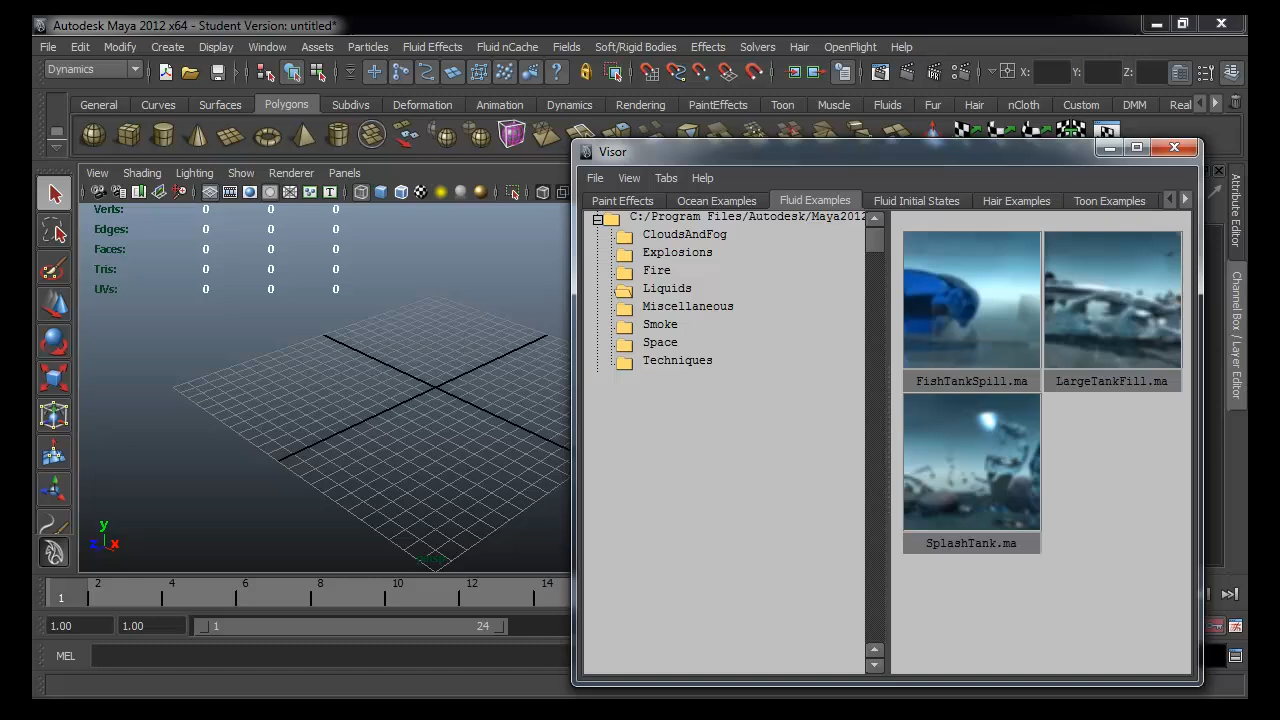 Autodesk Maya 2012 x64 - Student Version: untitled*
File Edit Modify Create Display Window Assets Particles Fluid Effects Fluid nCache Fields Soft/Rigid Bodies Effects Solvers Hair OpenFlight Help
Dynamics X: Y: Z:
General Curves Surfaces Polygons Subdivs Deformation Animation Dynamics Rendering PaintEffects Toon Muscle Fluids Fur Hair nCloth Custom DMM Real
View Shading Lighting Show Renderer Panels
Verts: 0 0 0
Edges: 0 0 0
Faces: 0 0 0
Tris: 0 0 0
UVs: 0 0 0
y
z x
persp
2 4 6 8 10 12 14
1
1.00 1.00 1 24
MEL
Visor
File View Tabs Help
Paint Effects Ocean Examples Fluid Examples Fluid Initial States Hair Examples Toon Examples
C:/Program Files/Autodesk/Maya2012
CloudsAndFog
Explosions
Fire
Liquids
Miscellaneous
Smoke
Space
Techniques
FishTankSpill.ma LargeTankFill.ma
SplashTank.ma
Attribute Editor
Channel Box / Layer Editor